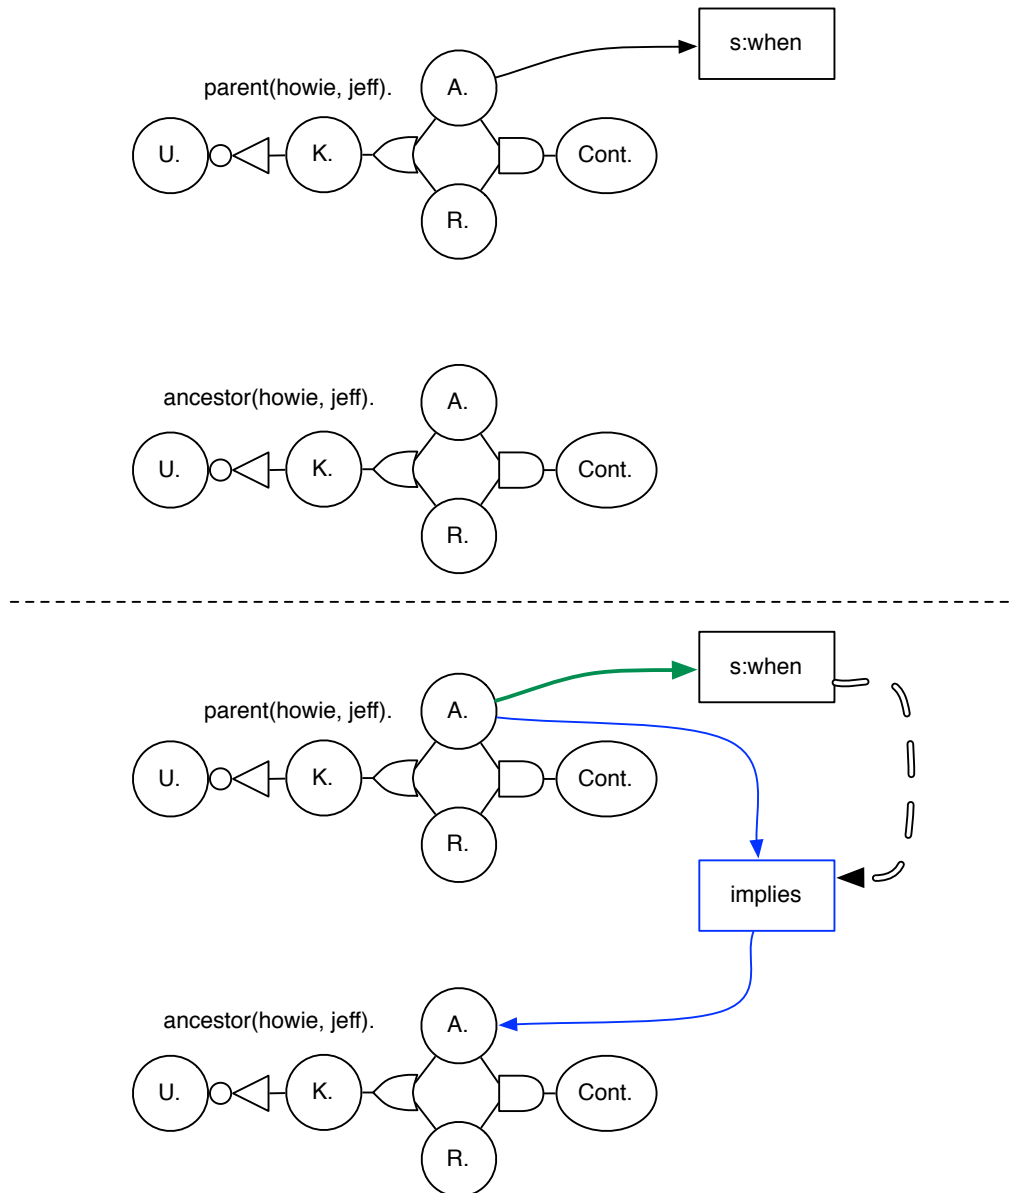 s:when
parent(howie, jeff).
A.
U.
K.
Cont.
R.
ancestor(howie, jeff).
A.
U.
K.
Cont.
R.
s:when
parent(howie, jeff).
A.
U.
K.
Cont.
R.
implies
ancestor(howie, jeff).
A.
U.
K.
Cont.
R.